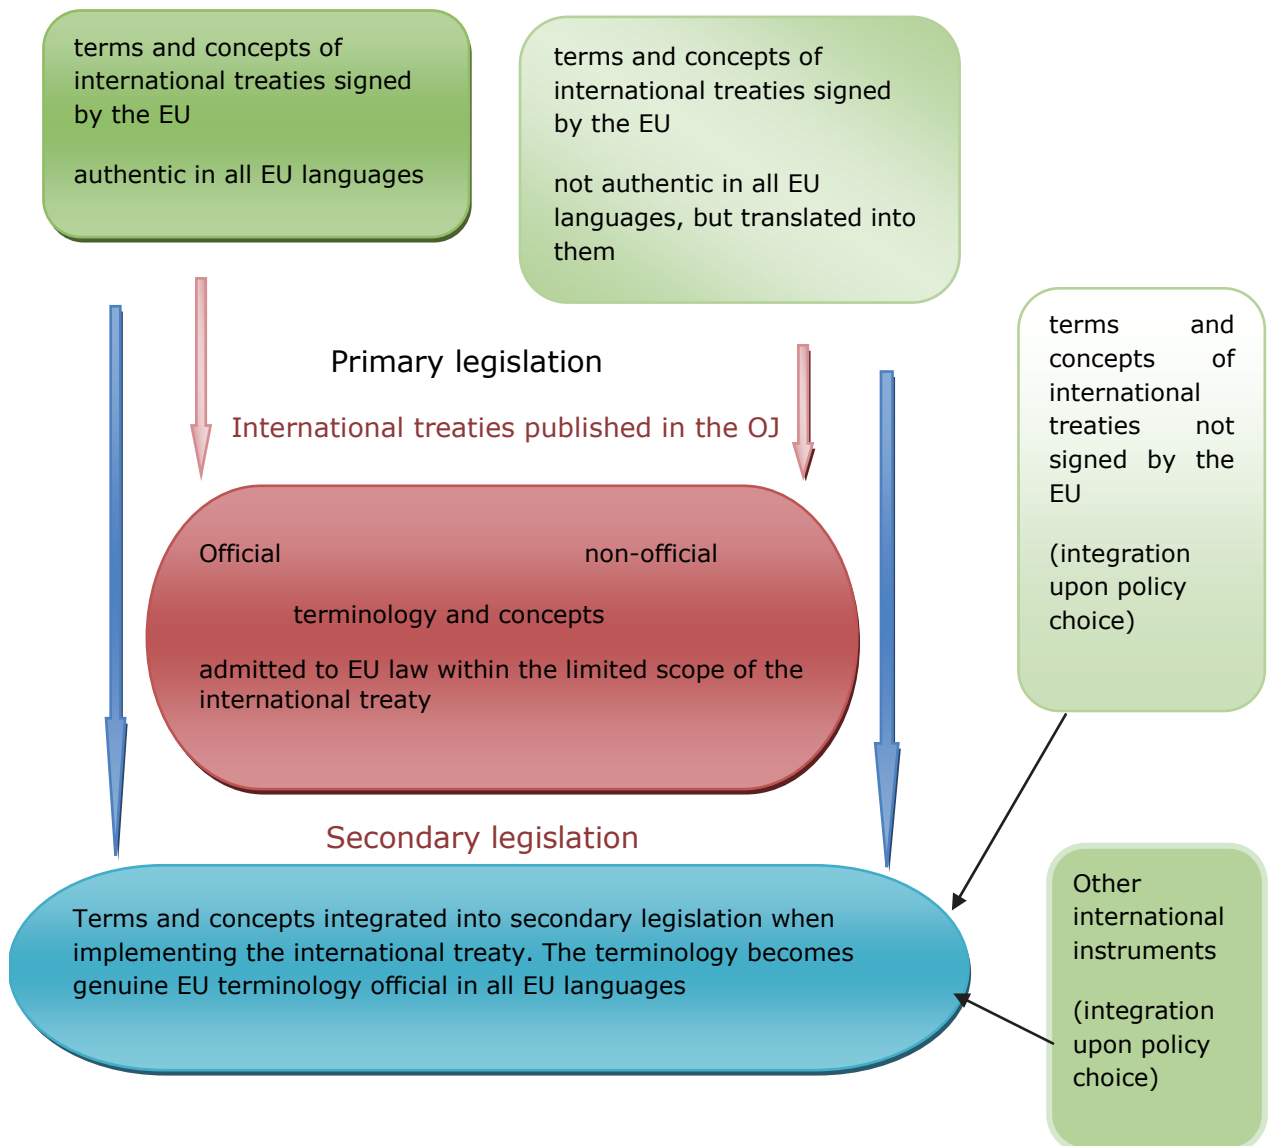 terms and concepts of
international treaties signed
by the EU
authentic in all EU languages
terms and concepts of
international treaties signed
by the EU
not authentic in all EU
languages, but translated into
them
Primary legislation
International treaties published in the OJ
terms and
concepts of
international
treaties not
signed by the
EU
(integration
upon policy
choice)
Official non-official
terminology and concepts
admitted to EU law within the limited scope of the
international treaty
Secondary legislation
Terms and concepts integrated into secondary legislation when
implementing the international treaty. The terminology becomes
genuine EU terminology official in all EU languages
Other
international
instruments
(integration
upon policy
choice)